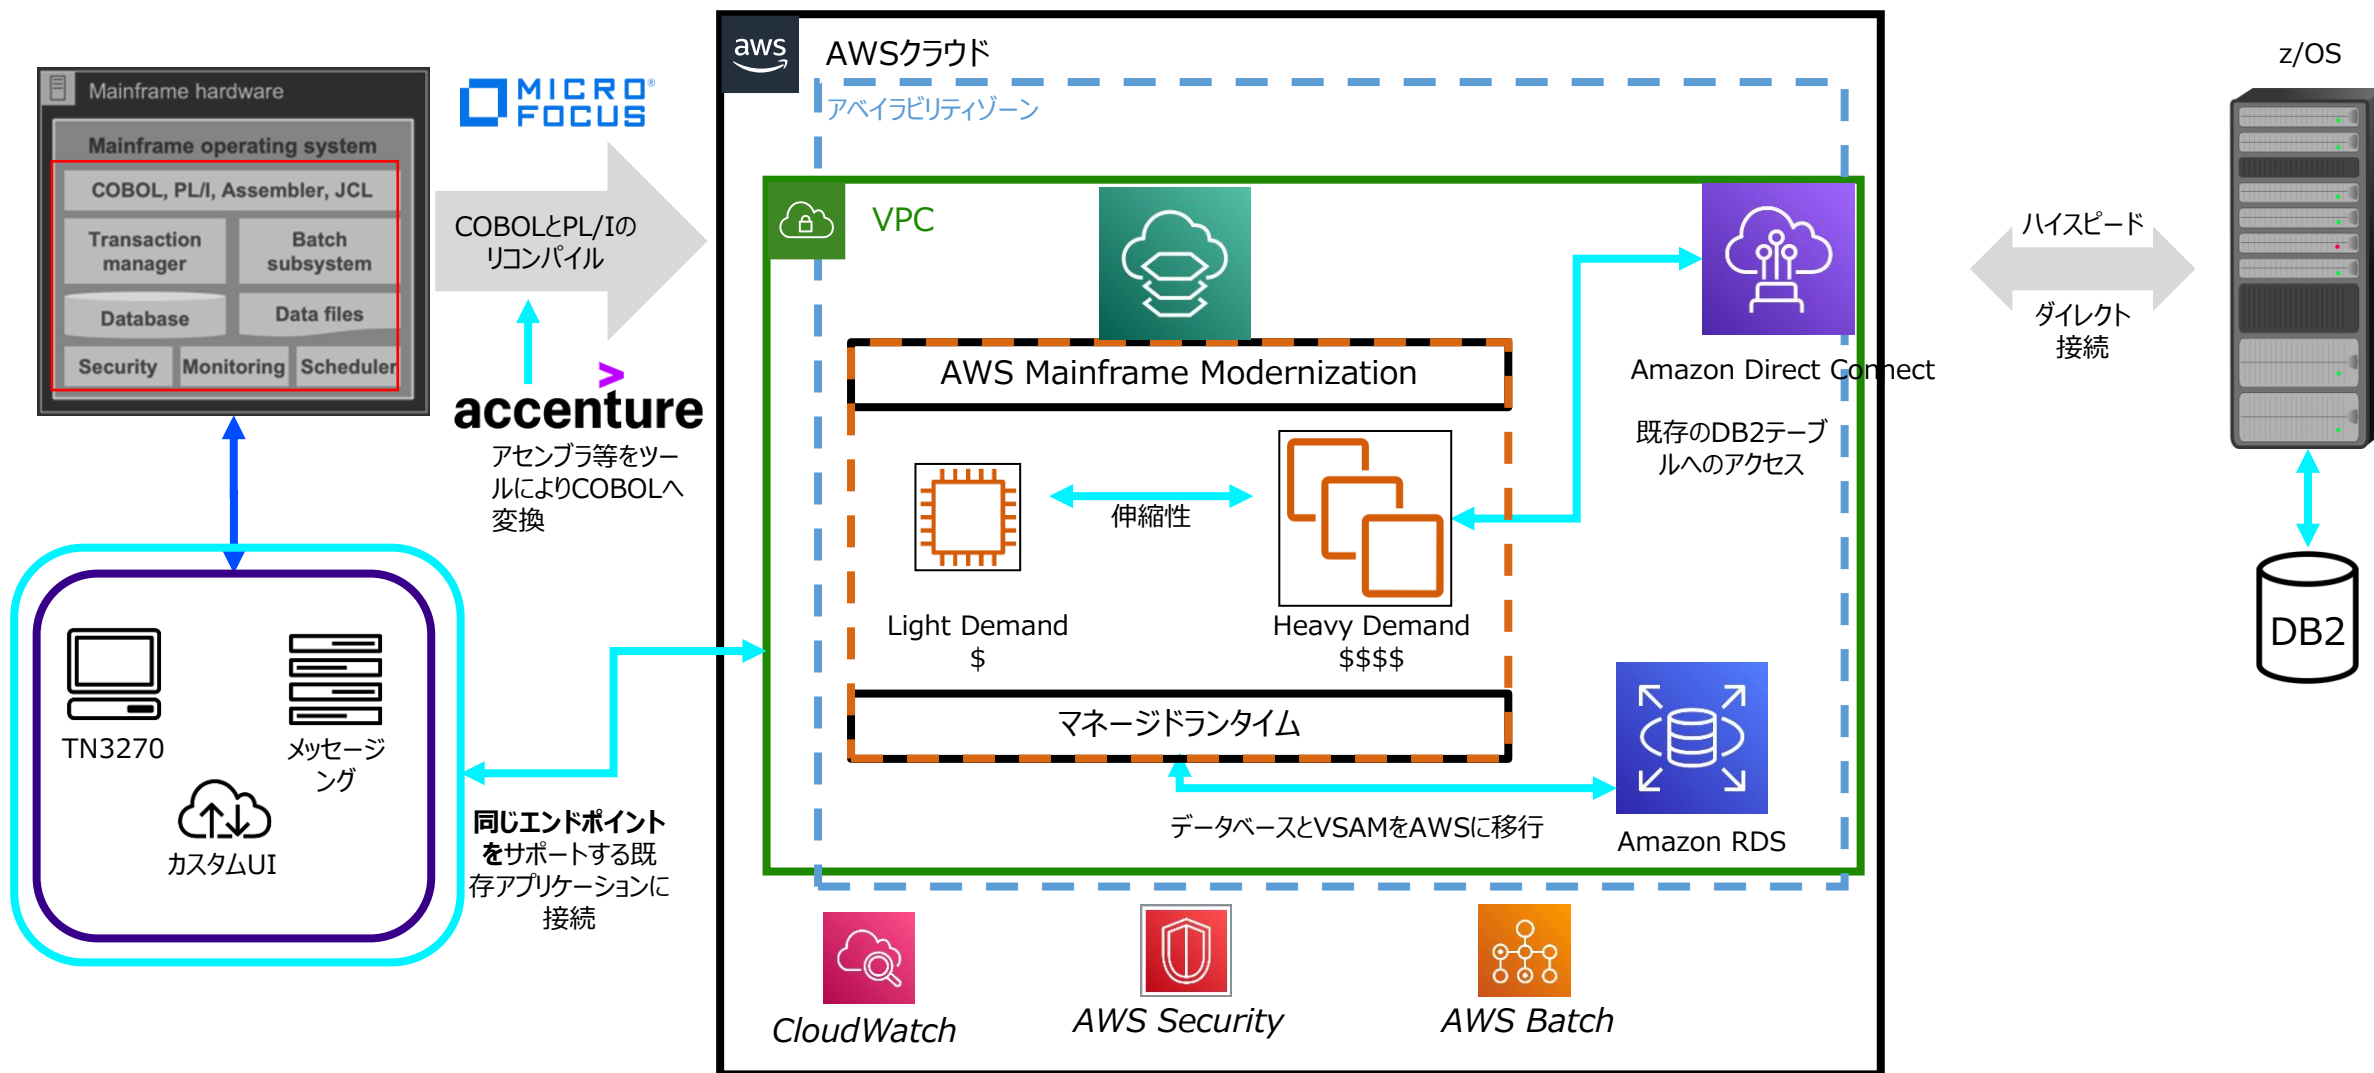 Mainframe hardware
Mainframe operating system
COBOL, PL/I, Assembler, JCL
Transaction
manager
Batch
subsystem
Database
Data files
Security
Monitoring
Scheduler
MICRO
FOCUS
COBOLとPL/Iの
リコンパイル
accenture
アセンブラ等をツー
ルによりCOBOLへ
変換
TN3270
メッセージ
ング
カスタムUI
同じエンドポイント
をサポートする既
存アプリケーションに
接続
aws
AWSクラウド
アベイラビリティゾーン
VPC
AWS Mainframe Modernization
伸縮性
Light Demand
$
Heavy Demand
$$$$
マネージドランタイム
データベースとVSAMをAWSに移行
Amazon Direct Connect
既存のDB2テーブ
ルへのアクセス
Amazon RDS
CloudWatch
AWS Security
AWS Batch
ハイスピード
ダイレクト
接続
z/OS
DB2